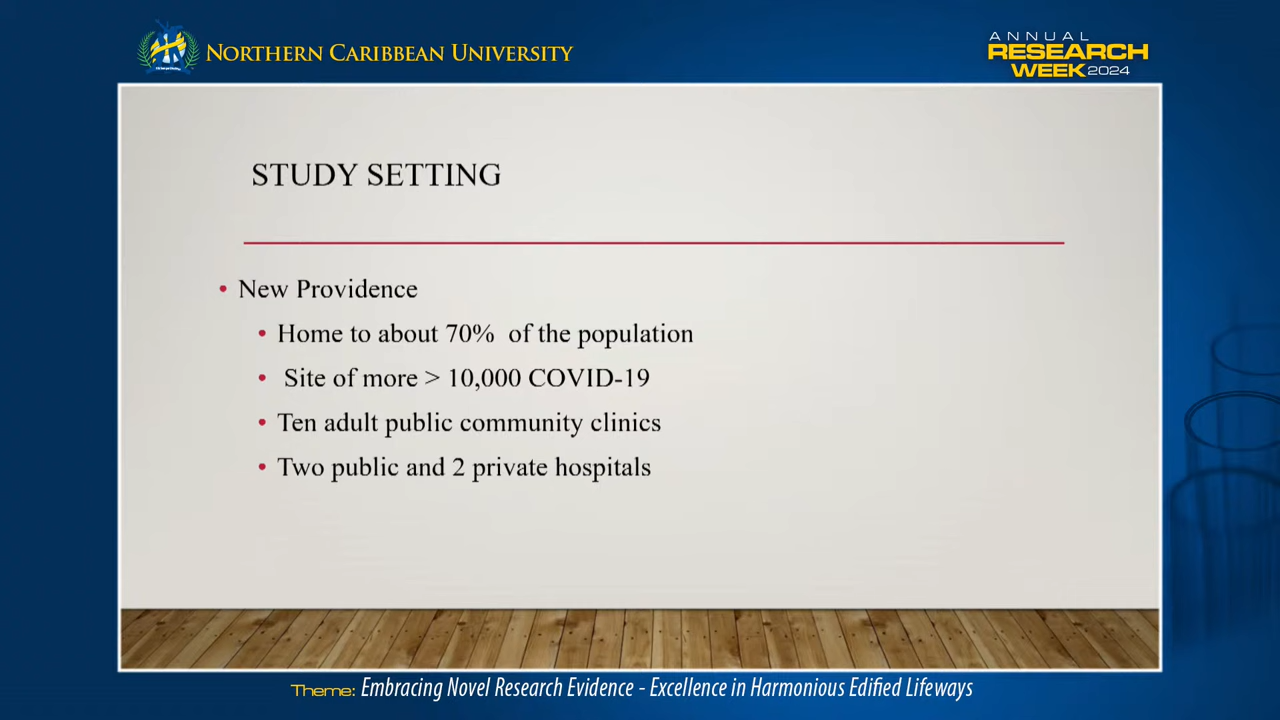 NORTHERN CARIBBEAN UNIVERSITY
ANNUAL
RESEARCH
WEEK 2024
STUDY SETTING
• New Providence
• Home to about 70% of the population
• Site of more > 10,000 COVID-19
• Ten adult public community clinics
• Two public and 2 private hospitals
Theme: Embracing Novel Research Evidence - Excellence in Harmonious Edified Lifeways